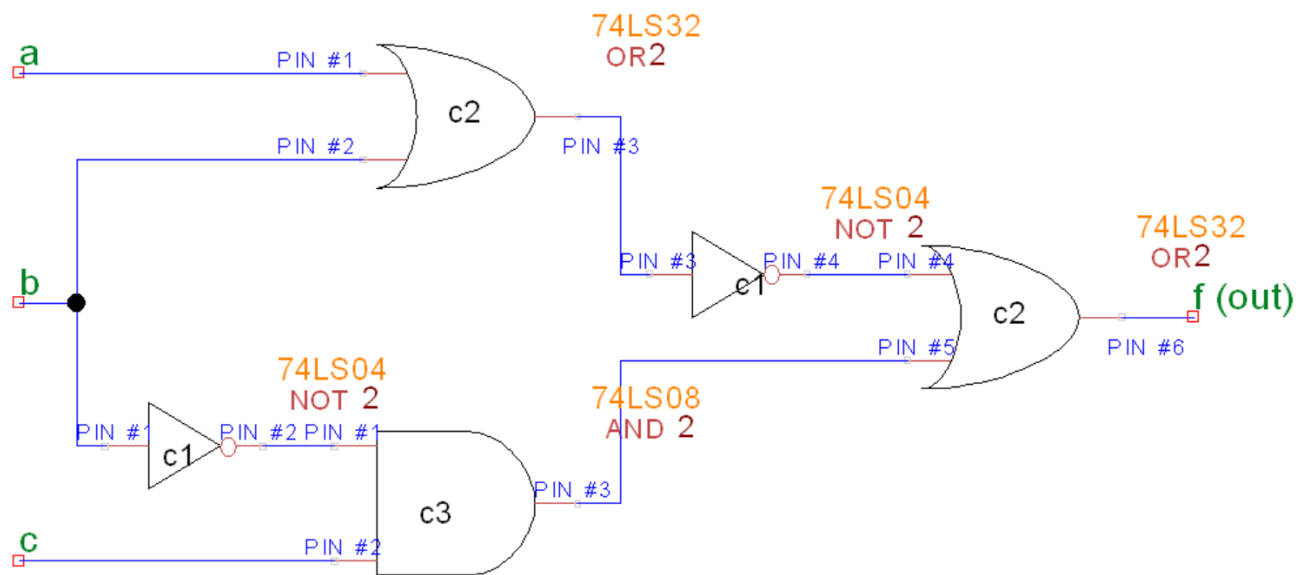 74LS32
OR2
a
PIN #1
c2
PIN #2
PIN #3
74LS04
NOT 2
74LS32
OR2
b
PIN #3
c1
PIN #4
PIN #4
c2
f (out)
PIN #5
PIN #6
74LS04
NOT 2
74LS08
AND 2
PIN #1
c1
PIN #2
PIN #1
PIN #3
c3
c
PIN #2